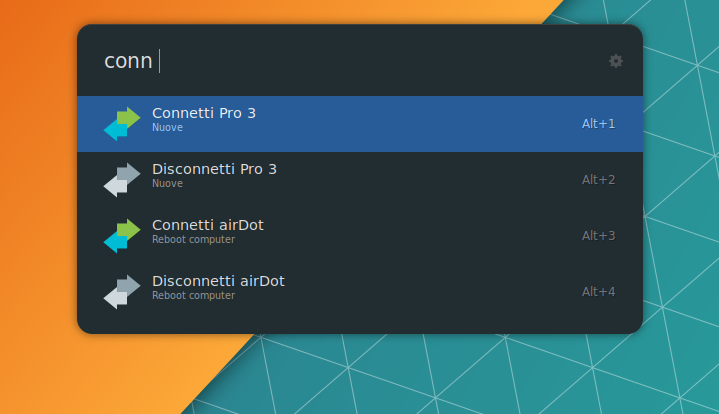 conn
Connetti Pro 3
Nuove
Alt+1
Disconnetti Pro 3
Nuove
Alt+2
Connetti airDot
Reboot computer
Alt+3
Disconnetti airDot
Reboot computer
Alt+4